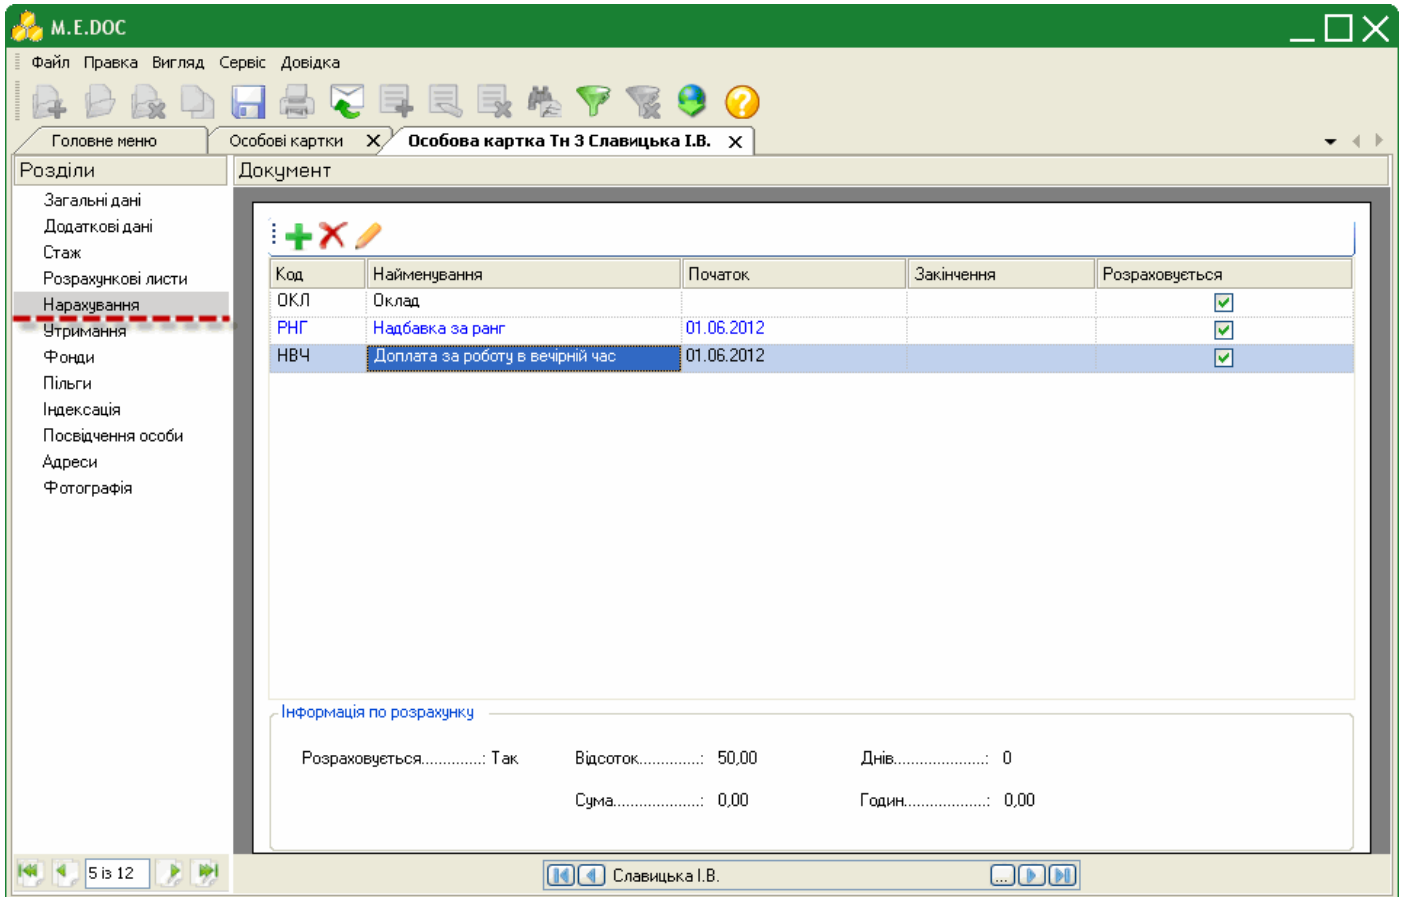 M.E.DOC
Файл Правка Вигляд Сервіс Довідка
Головне меню Особові картки Особова картка Тн 3 Славицька І.В.
Розділи
Документ
Загальні дані
Додаткові дані
Стаж
Розрахункові листи
Нарахування
Утримання
Фонди
Пільги
Індексація
Посвідчення особи
Адреси
Фотографія
Код Найменування Початок Закінчення Розраховується
ОКЛ Оклад
РНГ Надбавка за ранг 01.06.2012
НВЧ Доплата за роботу в вечірній час 01.06.2012
Інформація по розрахунку
Розраховується..............: Так Відсоток..............: 50,00 Днів.....................: 0
Сума....................: 0,00 Годин...................: 0,00
5 із 12
Славицька І.В. ...